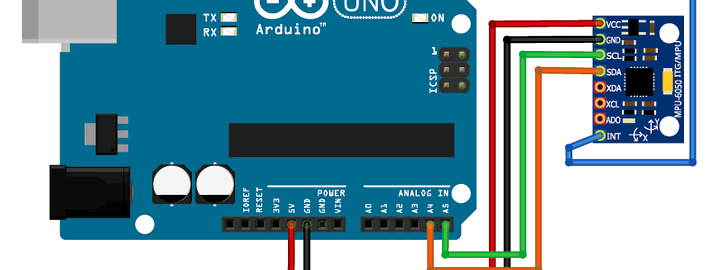 UNO
TX
RX
ON
Arduino™
1
ICSP
POWER
ANALOG IN
IOREF
RESET
3V3
5V
GND
GND
VIN
A0
A1
A2
A3
A4
A5
VCC
GND
SCL
SDA
XDA
XCL
ADO
INT
MPU-6050 ITG/MPU
X
Y